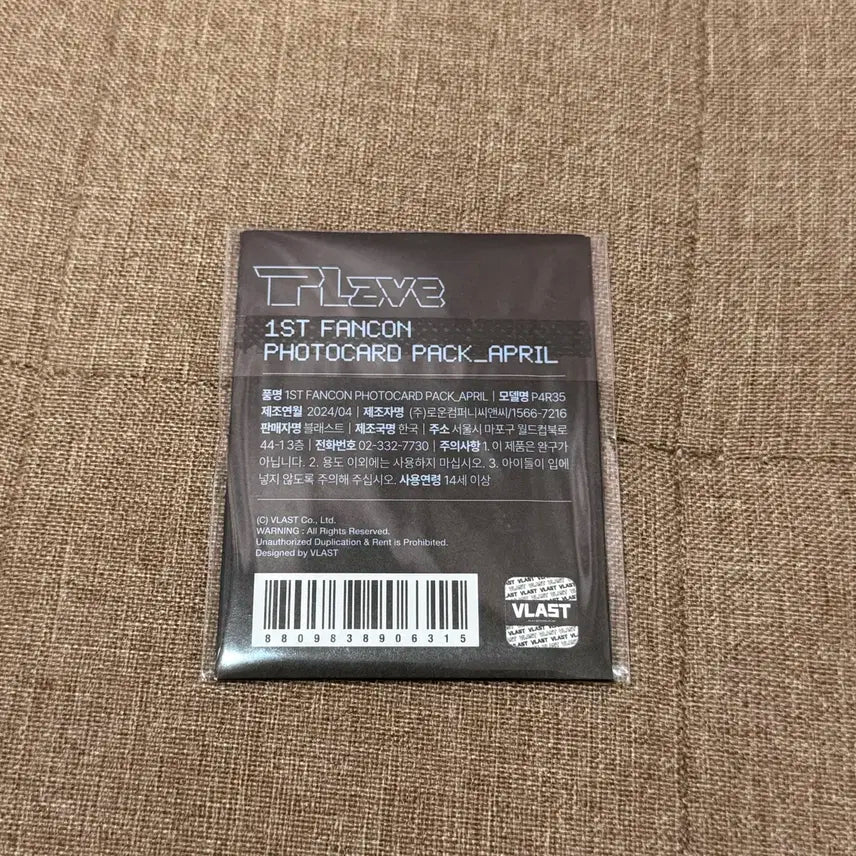 PLave
1ST FANCON
PHOTOCARD PACK_APRIL
품명 1ST FANCON PHOTOCARD PACK_APRIL | 모델명 P4R35
제조연월 2024/04 | 제조자명 (주)로운컴퍼니씨앤씨/1566-7216
판매자명 블래스트 | 제조국명 한국 | 주소 서울시 마포구 월드컵북로
44-1 3층 | 전화번호 02-332-7730 | 주의사항 1. 이 제품은 완구가
아닙니다. 2. 용도 이외에는 사용하지 마십시오. 3. 아이들이 입에
넣지 않도록 주의해 주십시오. 사용연령 14세 이상
(C) VLAST Co., Ltd.
WARNING : All Rights Reserved.
Unauthorized Duplication & Rent is Prohibited.
Designed by VLAST
8809838906315
VLAST